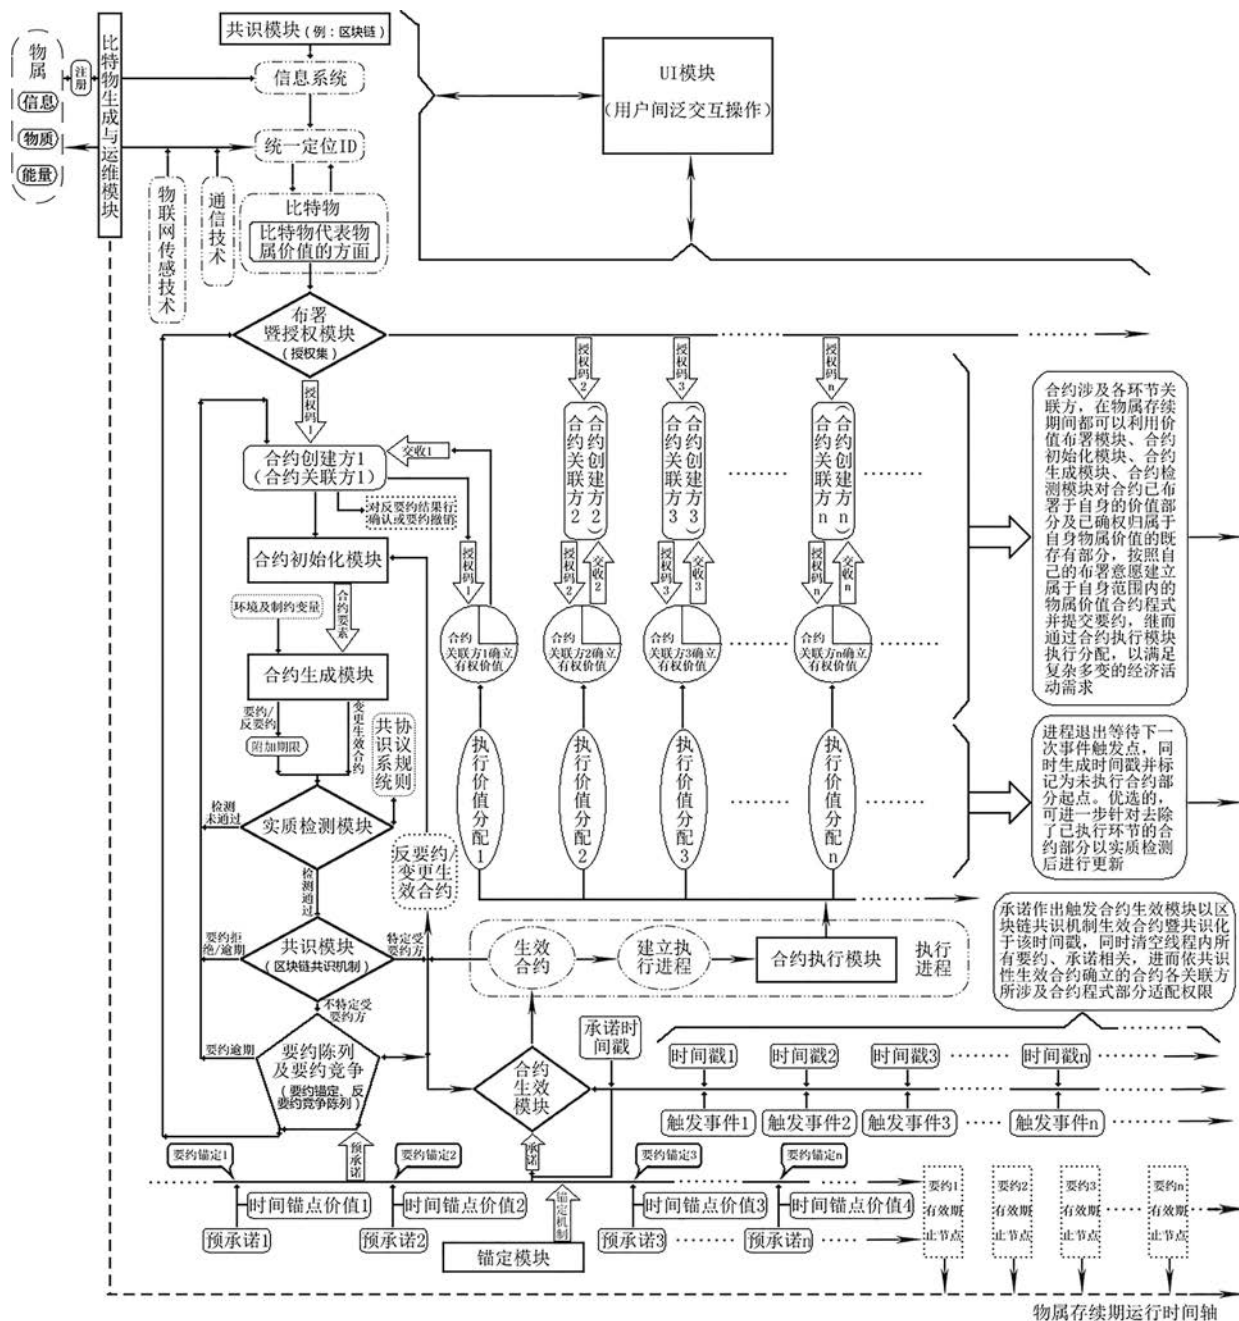 共识模块（例：区块链）
物属
注册
信息
物质
能量
比特物生成与运维模块
信息系统
统一定位ID
物联网传感技术
通信技术
比特物
比特物代表物
属价值的方面
UI模块
（用户间泛交互操作）
布署
暨授权模块
（授权集）
授权码1
授权码2
授权码3
授权码n
合约创建方1
（合约关联方1）
交收1
对反要约结果行
确认或要约撤销
合约关联方2
（合约创建方2）
合约关联方3
（合约创建方3）
合约关联方n
（合约创建方n）
合约初始化模块
授权码1
授权码2
交收2
授权码3
交收3
授权码n
交收n
环境及制约变量
合约要素
合约
关联方1确立
有权价值
合约
关联方2确立
有权价值
合约
关联方3确立
有权价值
合约
关联方n确立
有权价值
合约生成模块
要约/
反要约
附加期限
变更生效合约
共识系统
协议规则
执行价值分配1
执行价值分配2
执行价值分配3
执行价值分配n
合约涉及各环节关
联方，在物属存续
期间都可以利用价
值布署模块、合约
初始化模块、合约
生成模块、合约检
测模块对合约已布
署于自身的价值部
分及已确权归属于
自身物属价值的既
存有部分，按照自
己的布署意愿建立
属于自身范围内的
物属价值合约程式
并提交要约，继而
通过合约执行模块
执行分配，以满足
复杂多变的经济活
动需求
进程退出等待下一
次事件触发点，同
时生成时间戳并标
记为未执行合约部
分起点。优选的，
可进一步针对去除
了已执行环节的合
约部分以实质检测
后进行更新
检测
未通过
实质检测模块
检测通过
反要约/
变更生
效合约
要约拒
绝/逾期
共识模块
（区块链共识机制）
特定受
要约方
生效
合约
建立执
行进程
合约执行模块
执行
进程
承诺作出触发合约生效模块以区
块链共识机制生效合约暨共识化
于该时间戳，同时清空线程内所
有要约、承诺相关，进而依共识
性生效合约确立的合约各关联方
所涉及合约程式部分适配权限
不特定受
要约方
要约逾期
要约陈列
及要约竞争
（要约锚定、反
要约竞争陈列）
合约
生效
模块
承诺时
间戳
时间戳1
时间戳2
时间戳3
时间戳n
触发事件1
触发事件2
触发事件3
触发事件n
预承诺
承诺
要约锚定1
要约锚定2
要约锚定3
要约锚定n
时间锚点价值1
时间锚点价值2
时间锚点价值3
时间锚点价值4
预承诺1
预承诺2
预承诺3
预承诺n
锚定机制
锚定模块
要约1
有效期
止节点
要约2
有效期
止节点
要约3
有效期
止节点
要约n
有效期
止节点
物属存续期运行时间轴